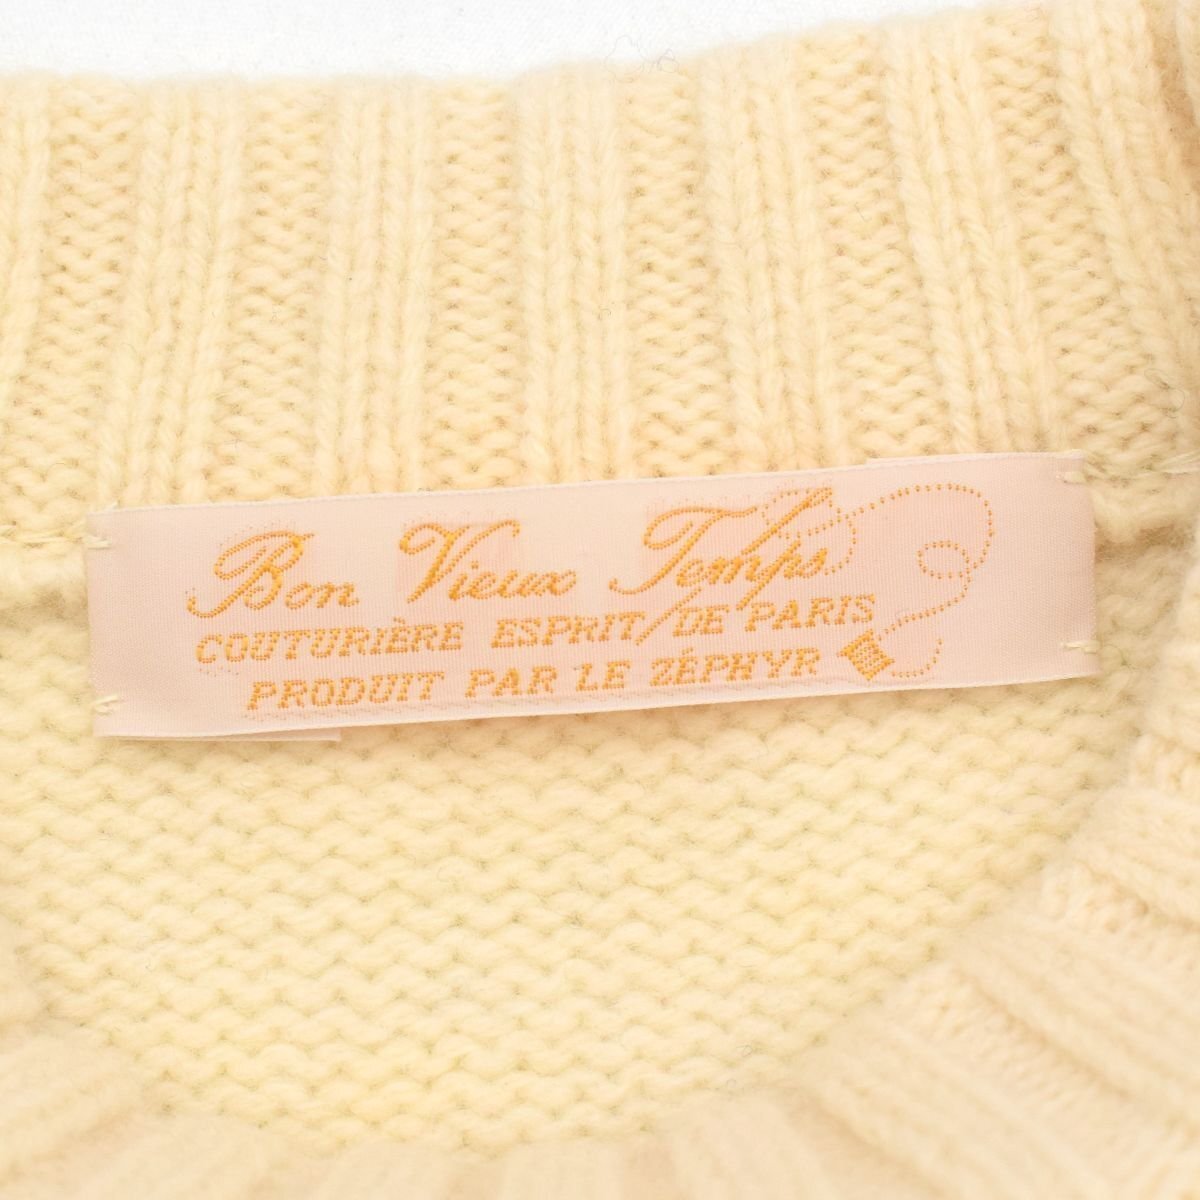 Bon Vieux Temps
COUTURIÈRE ESPRIT/DE PARIS
PRODUIT PAR LE ZÉPHYR